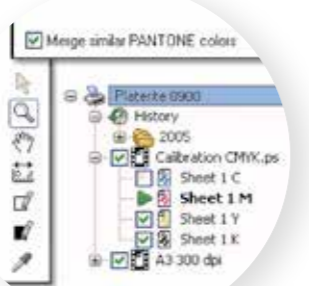 Merge similar PANTONE colors
Platerite 8900
History
2005
Calibration CMYK.ps
Sheet 1 C
Sheet 1 M
Sheet 1 Y
Sheet 1 K
A3 300 dpi